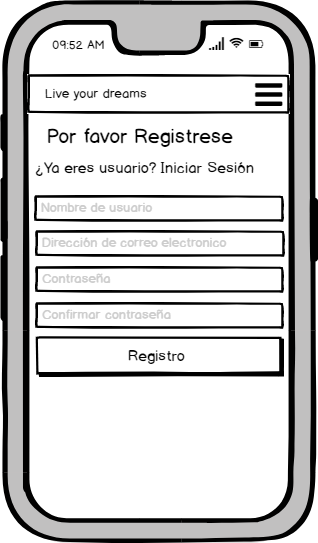 09:52 AM
Live your dreams
Por favor Registrese
¿Ya eres usuario? Iniciar Sesión
Nombre de usuario
Dirección de correo electronico
Contraseña
Confirmar contraseña
Registro